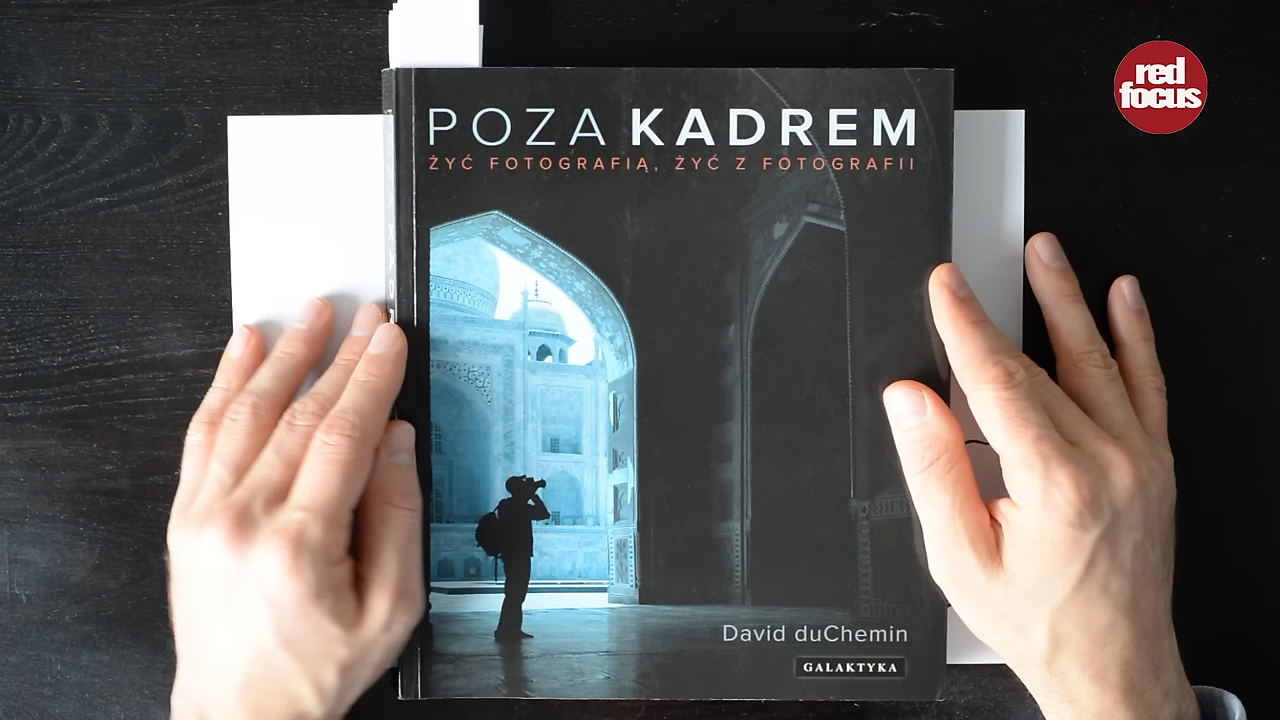 POZA KADREM
ŻYĆ FOTOGRAFIĄ, ŻYĆ Z FOTOGRAFII
David duChemin
GALAKTYKA
red
focus